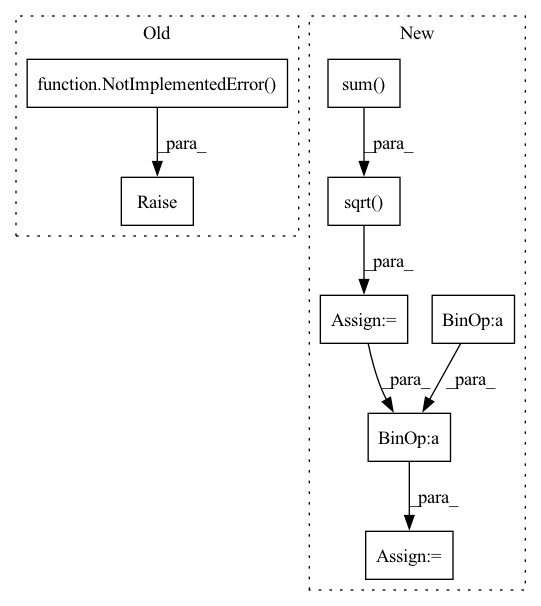 Old
New
function.NotImplementedError()
sum()
_para_
_para_
Raise
sqrt()
_para_
Assign:=
BinOp:a
_para_
_para_
BinOp:a
_para_
Assign:=